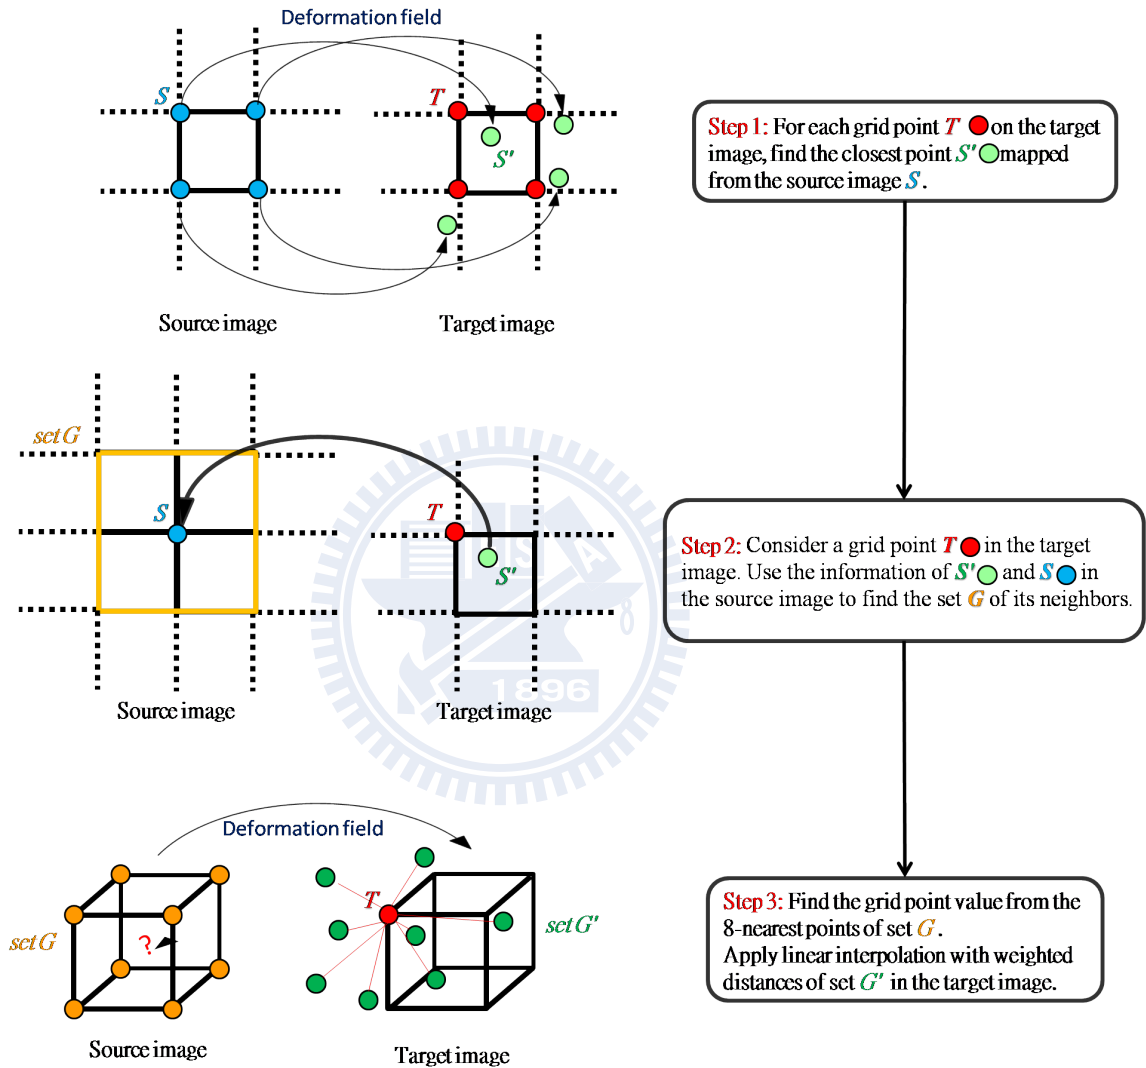 Deformation field
S
T
S'
Source image
Target image
Step 1: For each grid point T on the target
image, find the closest point S' mapped
from the source image S.
set G
S
T
S'
Source image
Target image
1896
Step 2: Consider a grid point T in the target
image. Use the information of S' and S in
the source image to find the set G of its neighbors.
Deformation field
set G
?
T
set G'
Source image
Target image
Step 3: Find the grid point value from the
8-nearest points of set G.
Apply linear interpolation with weighted
distances of set G' in the target image.